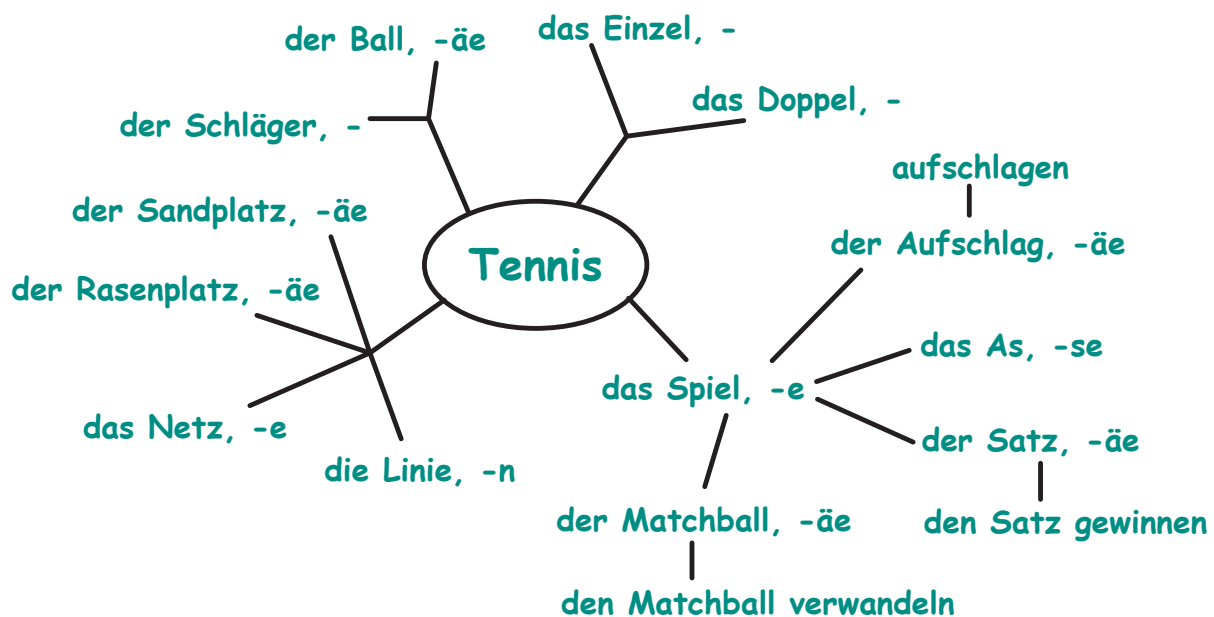 der Ball, -äe
das Einzel, -
das Doppel, -
der Schläger, -
aufschlagen
der Sandplatz, -äe
der Aufschlag, -äe
Tennis
der Rasenplatz, -äe
das As, -se
das Spiel, -e
das Netz, -e
der Satz, -äe
die Linie, -n
der Matchball, -äe
den Satz gewinnen
den Matchball verwandeln